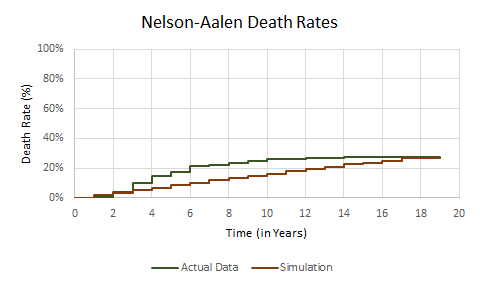 Nelson-Aalen Death Rates
100%
80%
60%
40%
20%
0%
Death Rate (%)
0 2 4 6 8 10 12 14 16 18 20
Time (in Years)
Actual Data Simulation